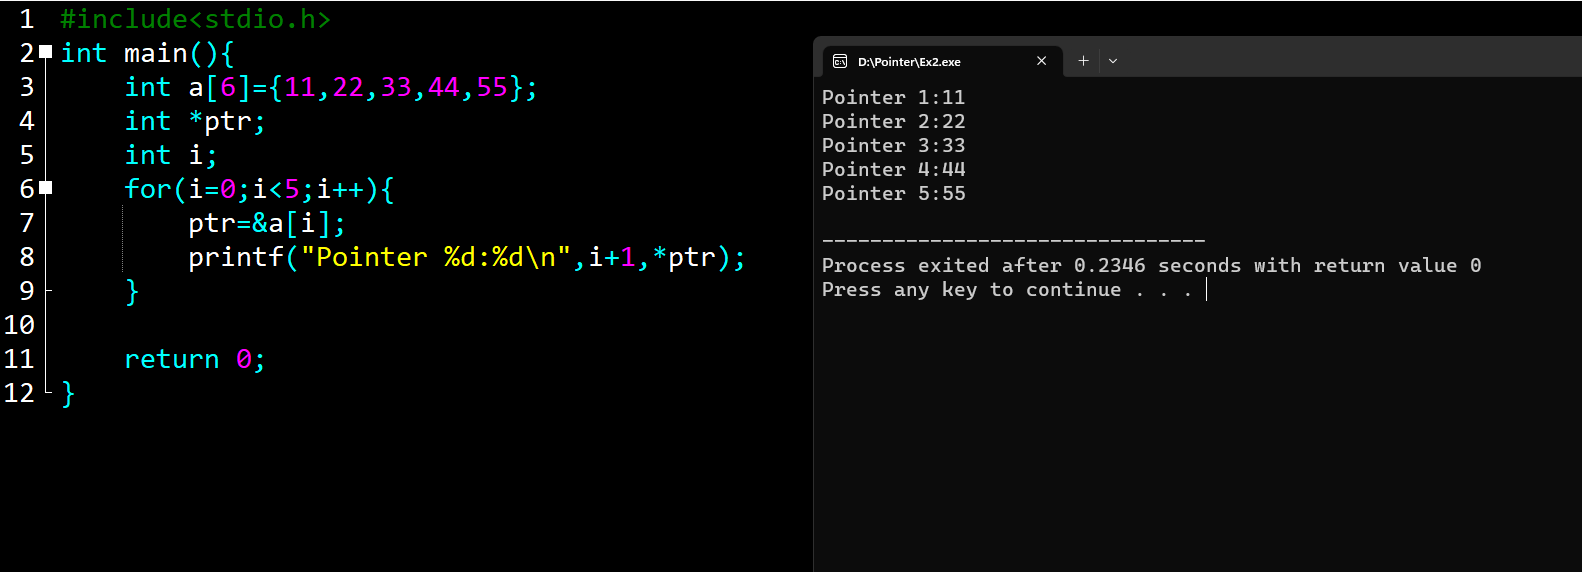 1 #include<stdio.h>
2 int main(){
3 int a[6]={11,22,33,44,55};
4 int *ptr;
5 int i;
6 for(i=0;i<5;i++){
7 ptr=&a[i];
8 printf("Pointer %d:%d\n",i+1,*ptr);
9 }
10
11 return 0;
12 }
D:\Pointer\Ex2.exe
Pointer 1:11
Pointer 2:22
Pointer 3:33
Pointer 4:44
Pointer 5:55
--------------------------------
Process exited after 0.2346 seconds with return value 0
Press any key to continue . . .